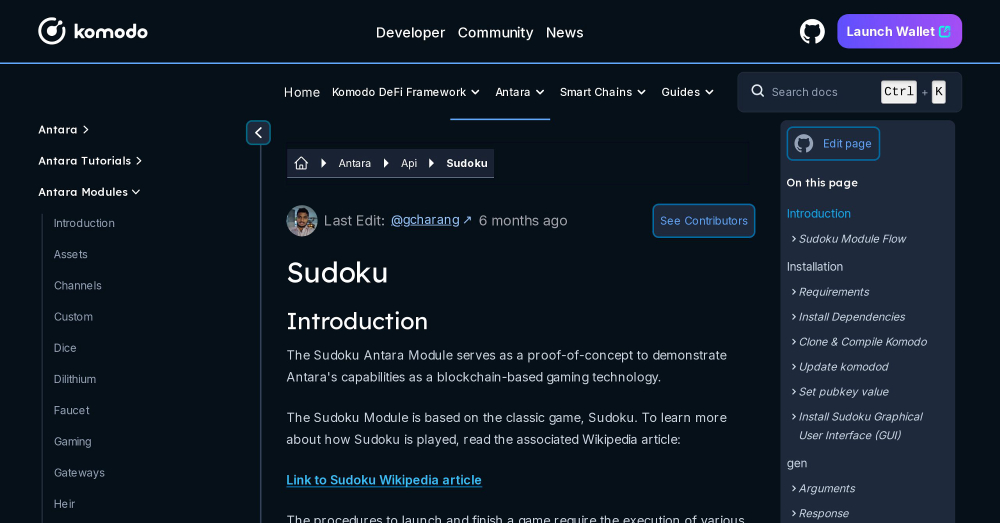 komodo
Developer Community News
Launch Wallet
Home Komodo DeFi Framework Antara Smart Chains Guides
Search docs Ctrl + K
Antara
Antara Tutorials
Antara Modules
Introduction
Assets
Channels
Custom
Dice
Dilithium
Faucet
Gaming
Gateways
Heir
Antara Api Sudoku
Last Edit: @gcharang ↗ 6 months ago
See Contributors
Sudoku
Introduction
The Sudoku Antara Module serves as a proof-of-concept to demonstrate
Antara's capabilities as a blockchain-based gaming technology.
The Sudoku Module is based on the classic game, Sudoku. To learn more
about how Sudoku is played, read the associated Wikipedia article:
Link to Sudoku Wikipedia article
The procedures to launch and finish a game require the execution of various
Edit page
On this page
Introduction
Sudoku Module Flow
Installation
Requirements
Install Dependencies
Clone & Compile Komodo
Update komodod
Set pubkey value
Install Sudoku Graphical
User Interface (GUI)
gen
Arguments
Response